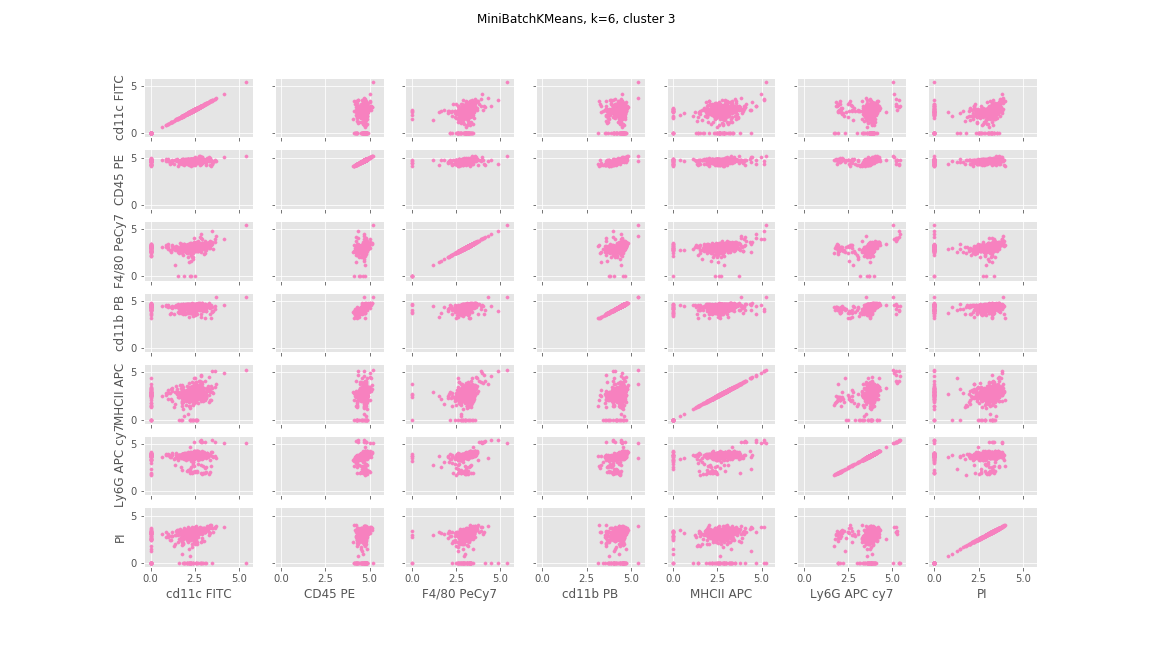 MiniBatchKMeans, k=6, cluster 3
cd11c FITC
5
0
CD45 PE
5
0
F4/80 PeCy7
5
0
cd11b PB
5
0
MHCII APC
5
0
Ly6G APC cy7
5
0
PI
5
0
0.0 2.5 5.0 0.0 2.5 5.0 0.0 2.5 5.0 0.0 2.5 5.0 0.0 2.5 5.0 0.0 2.5 5.0 0.0 2.5 5.0
cd11c FITC CD45 PE F4/80 PeCy7 cd11b PB MHCII APC Ly6G APC cy7 PI